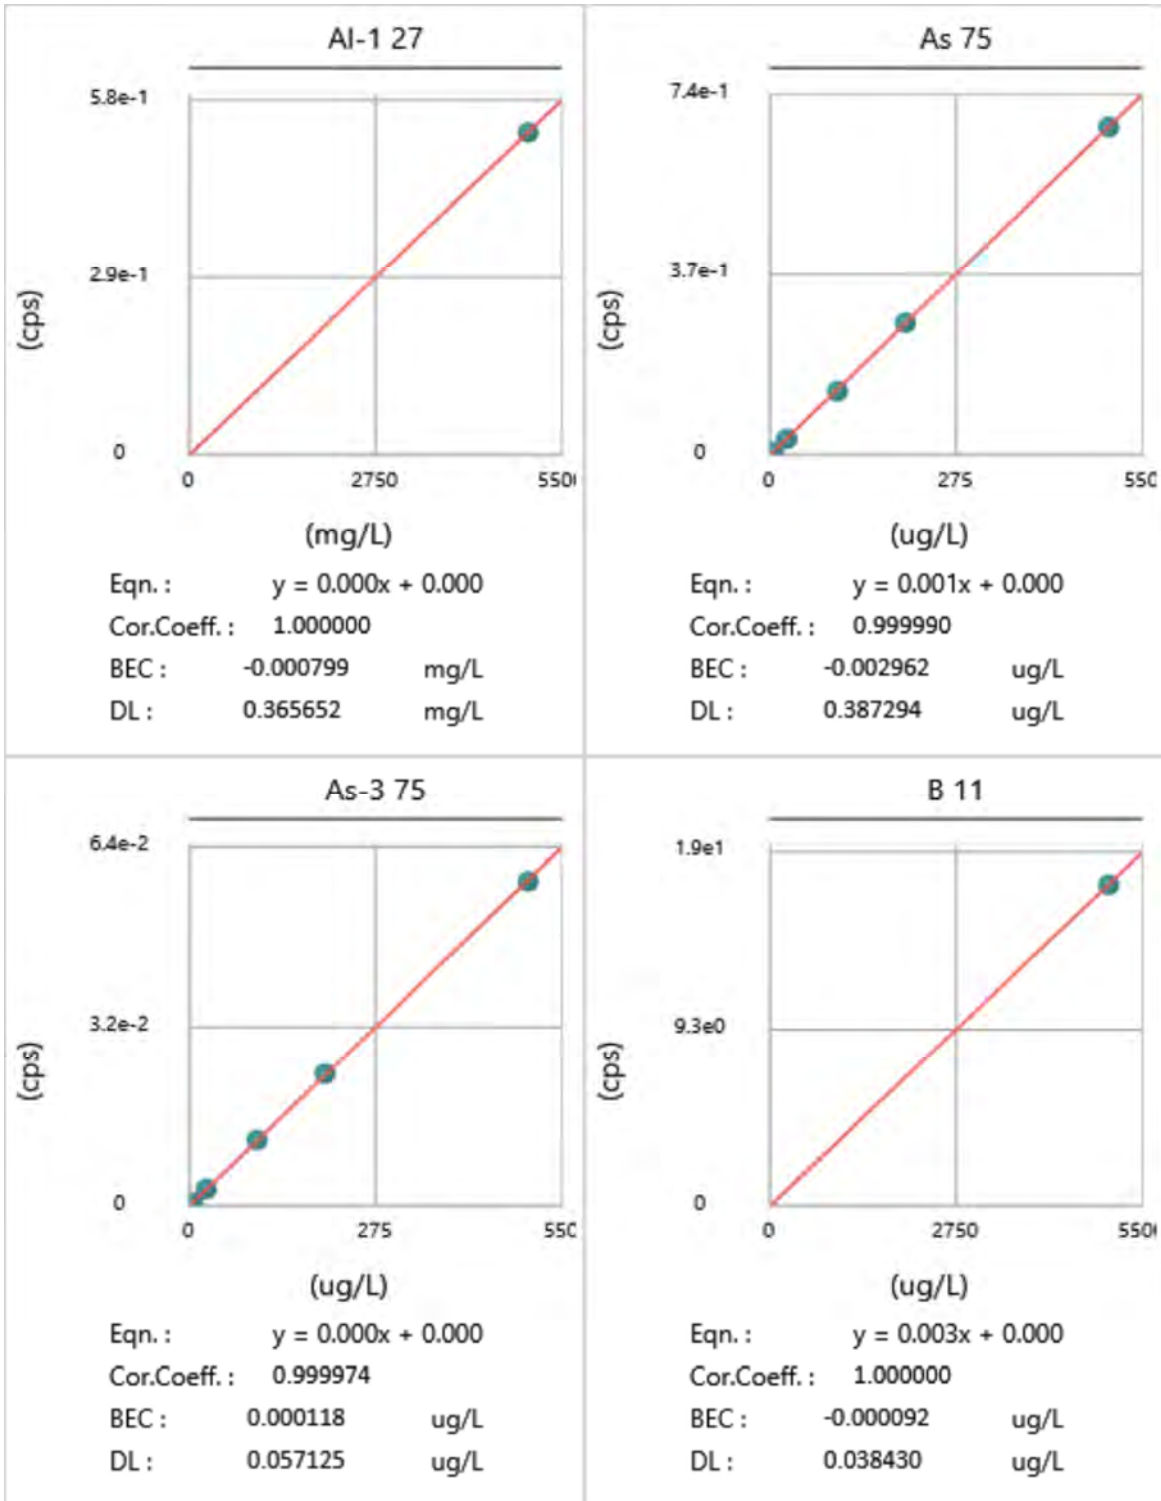 Al-1 27
5.8e-1
2.9e-1
(cps)
0
0 2750 550
(mg/L)
Eqn. : y = 0.000x + 0.000
Cor.Coeff. : 1.000000
BEC : -0.000799 mg/L
DL : 0.365652 mg/L
As 75
7.4e-1
3.7e-1
(cps)
0
0 275 550
(ug/L)
Eqn. : y = 0.001x + 0.000
Cor.Coeff. : 0.999990
BEC : -0.002962 ug/L
DL : 0.387294 ug/L
As-3 75
6.4e-2
3.2e-2
(cps)
0
0 275 550
(ug/L)
Eqn. : y = 0.000x + 0.000
Cor.Coeff. : 0.999974
BEC : 0.000118 ug/L
DL : 0.057125 ug/L
B 11
1.9e1
9.3e0
(cps)
0
0 2750 550
(ug/L)
Eqn. : y = 0.003x + 0.000
Cor.Coeff. : 1.000000
BEC : -0.000092 ug/L
DL : 0.038430 ug/L